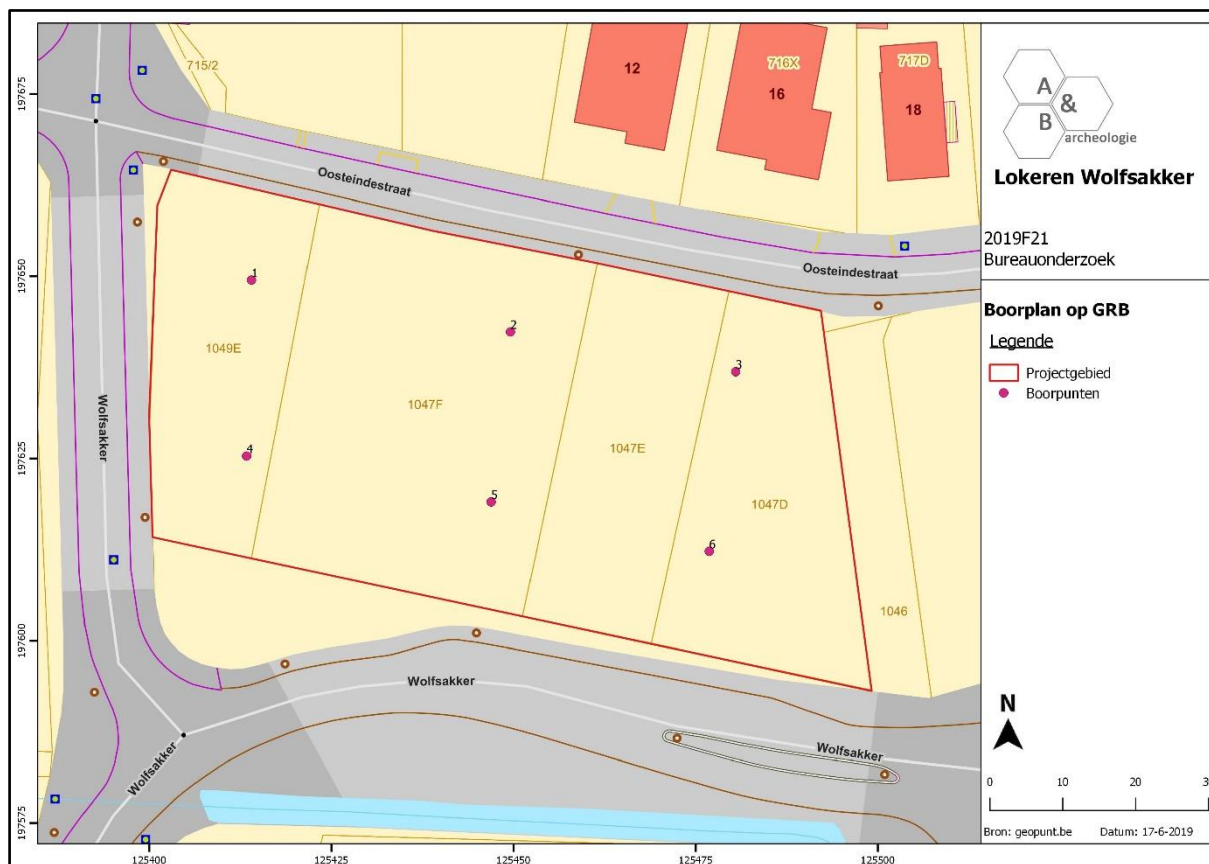 715/2
12
716X
16
717D
18
Oosteindestraat
Oosteindestraat
1
2
3
1049E
1047F
1047E
1047D
4
5
6
1046
Wolfsakker
Wolfsakker
Wolfsakker
Wolfsakker
197675
197650
197625
197600
197575
125400
125425
125450
125475
125500
A
&
B
archeologie
Lokeren Wolfsakker
2019F21
Bureauonderzoek
Boorplan op GRB
Legende
Projectgebied
Boorpunten
N
0 10 20 3
Bron: geopunt.be Datum: 17-6-2019